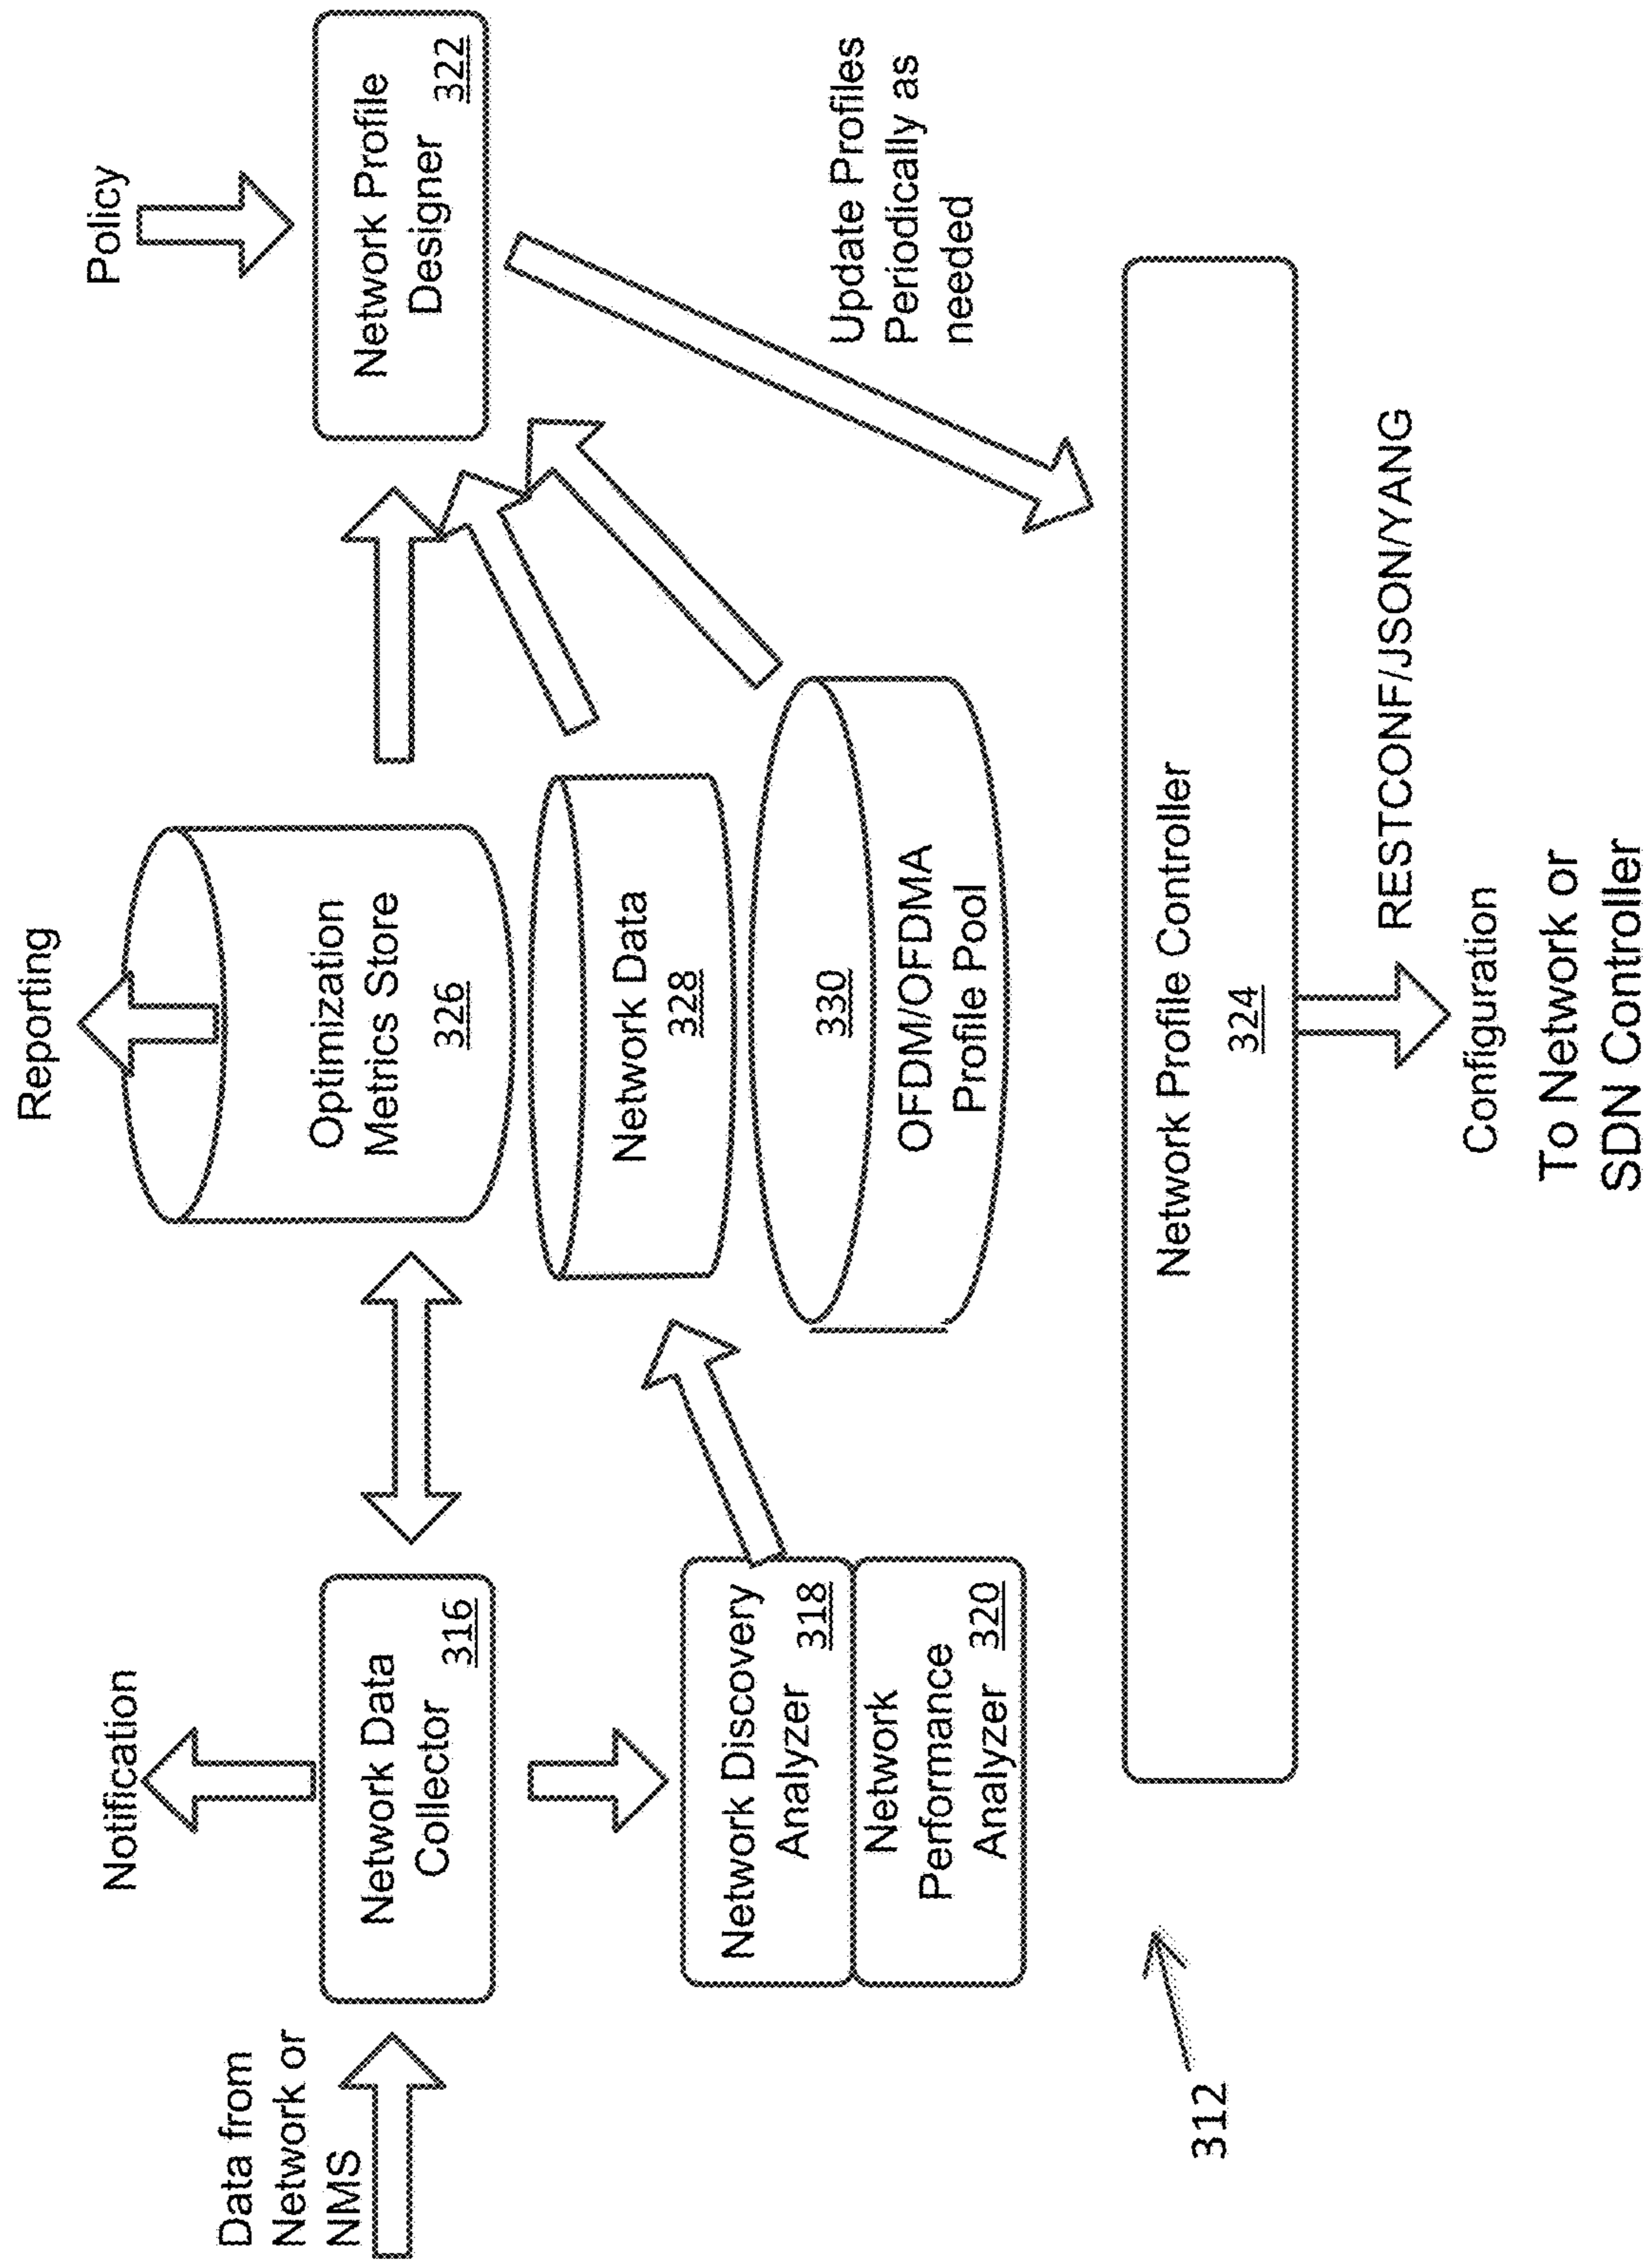 Reporting
Policy
Notification
Data from
Network or
NMS
Network Data
Collector
316
Optimization
Metrics Store
326
Network Profile
Designer
322
Network Data
328
Network Discovery
Analyzer
318
Network
Performance
Analyzer
320
330
OFDM/OFDMA
Profile Pool
Update Profiles
Periodically as
needed
Network Profile Controller
324
312
RESTCONF/JSON/YANG
Configuration
To Network or
SDN Controller